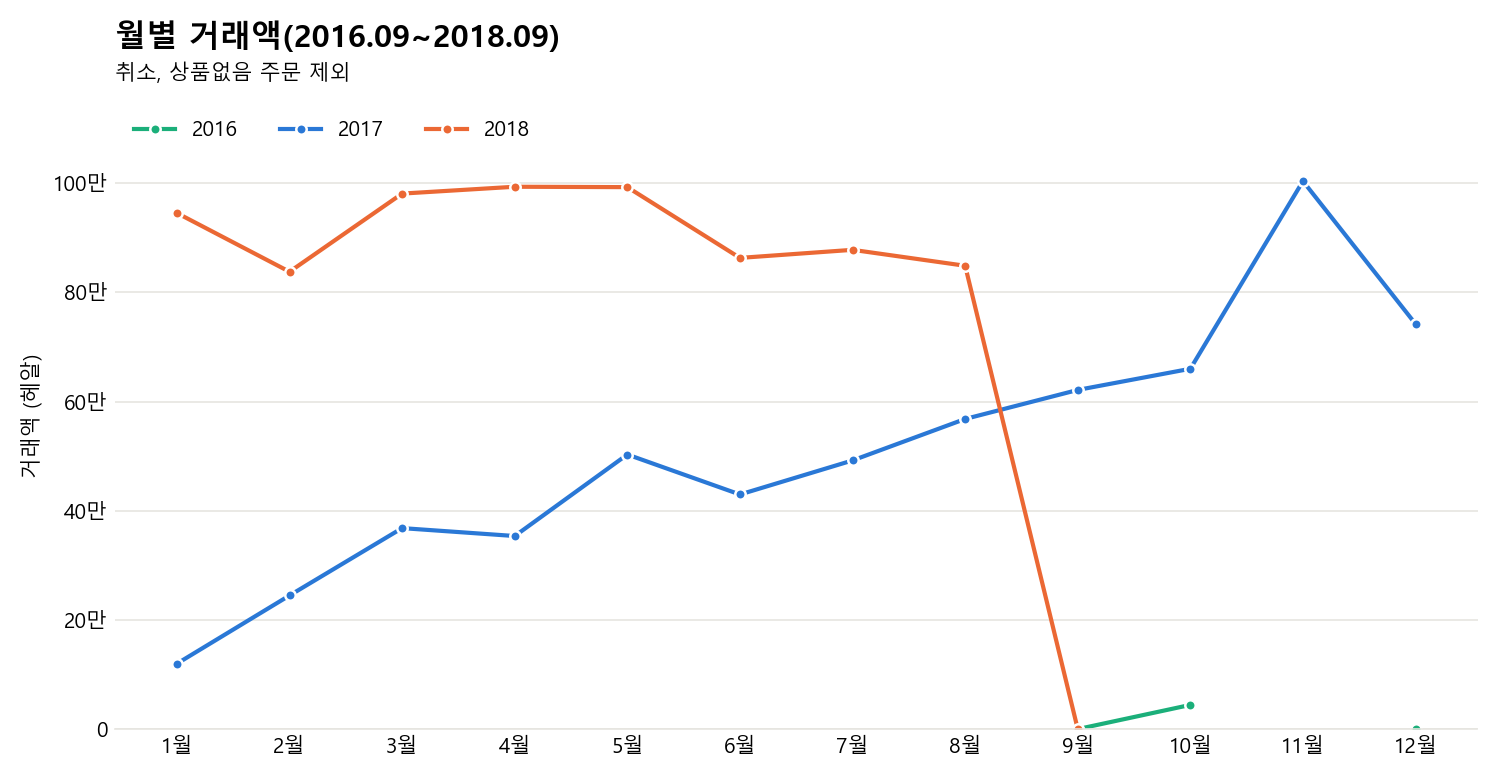 월별 거래액(2016.09~2018.09)
취소, 상품없음 주문 제외
2016 2017 2018
거래액 (헤알)
100만
80만
60만
40만
20만
0
1월 2월 3월 4월 5월 6월 7월 8월 9월 10월 11월 12월